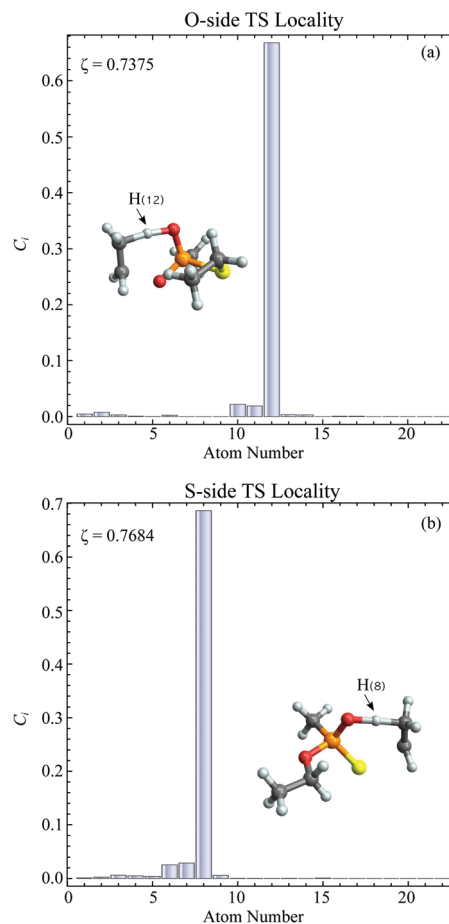 O-side TS Locality
(a)
ζ = 0.7375
0.6
0.5
0.4
H(12)
0.3
C_i
0.2
0.1
0.0
0 5 10 15 20
Atom Number
S-side TS Locality
0.7
(b)
ζ = 0.7684
0.6
0.5
0.4
H(8)
0.3
C_i
0.2
0.1
0.0
0 5 10 15 20
Atom Number